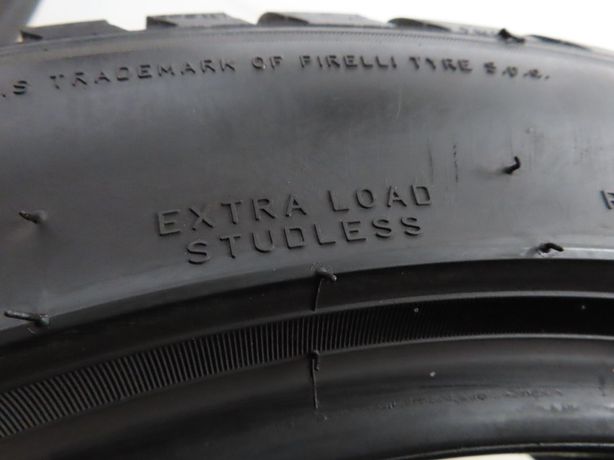 .S TRADEMARK OF PIRELLI TYRE S.p.A.
EXTRA LOAD
STUDLESS